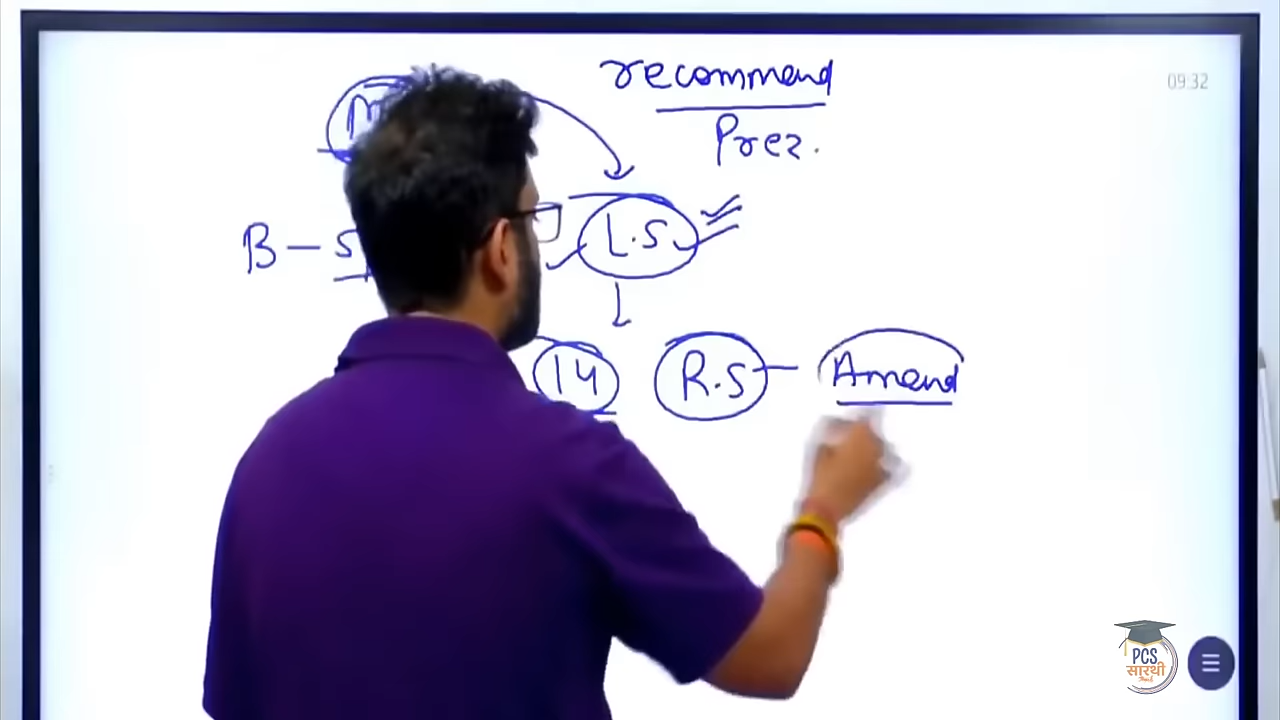 recommend
09:32
Prez.
B - S
L.S
14 R.S - Amend
PCS
सारथी